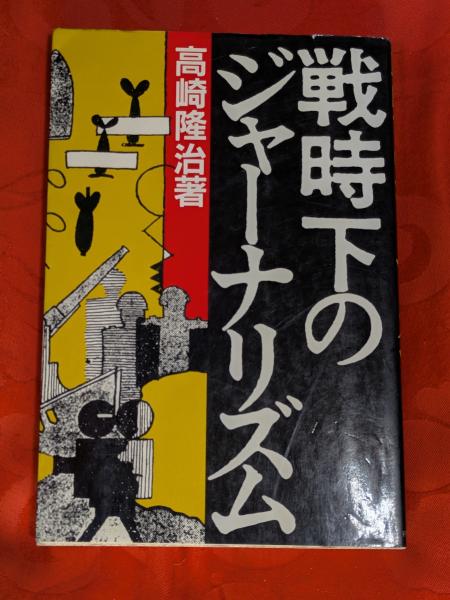 戦時下の
ジャーナリズム
高崎隆治著